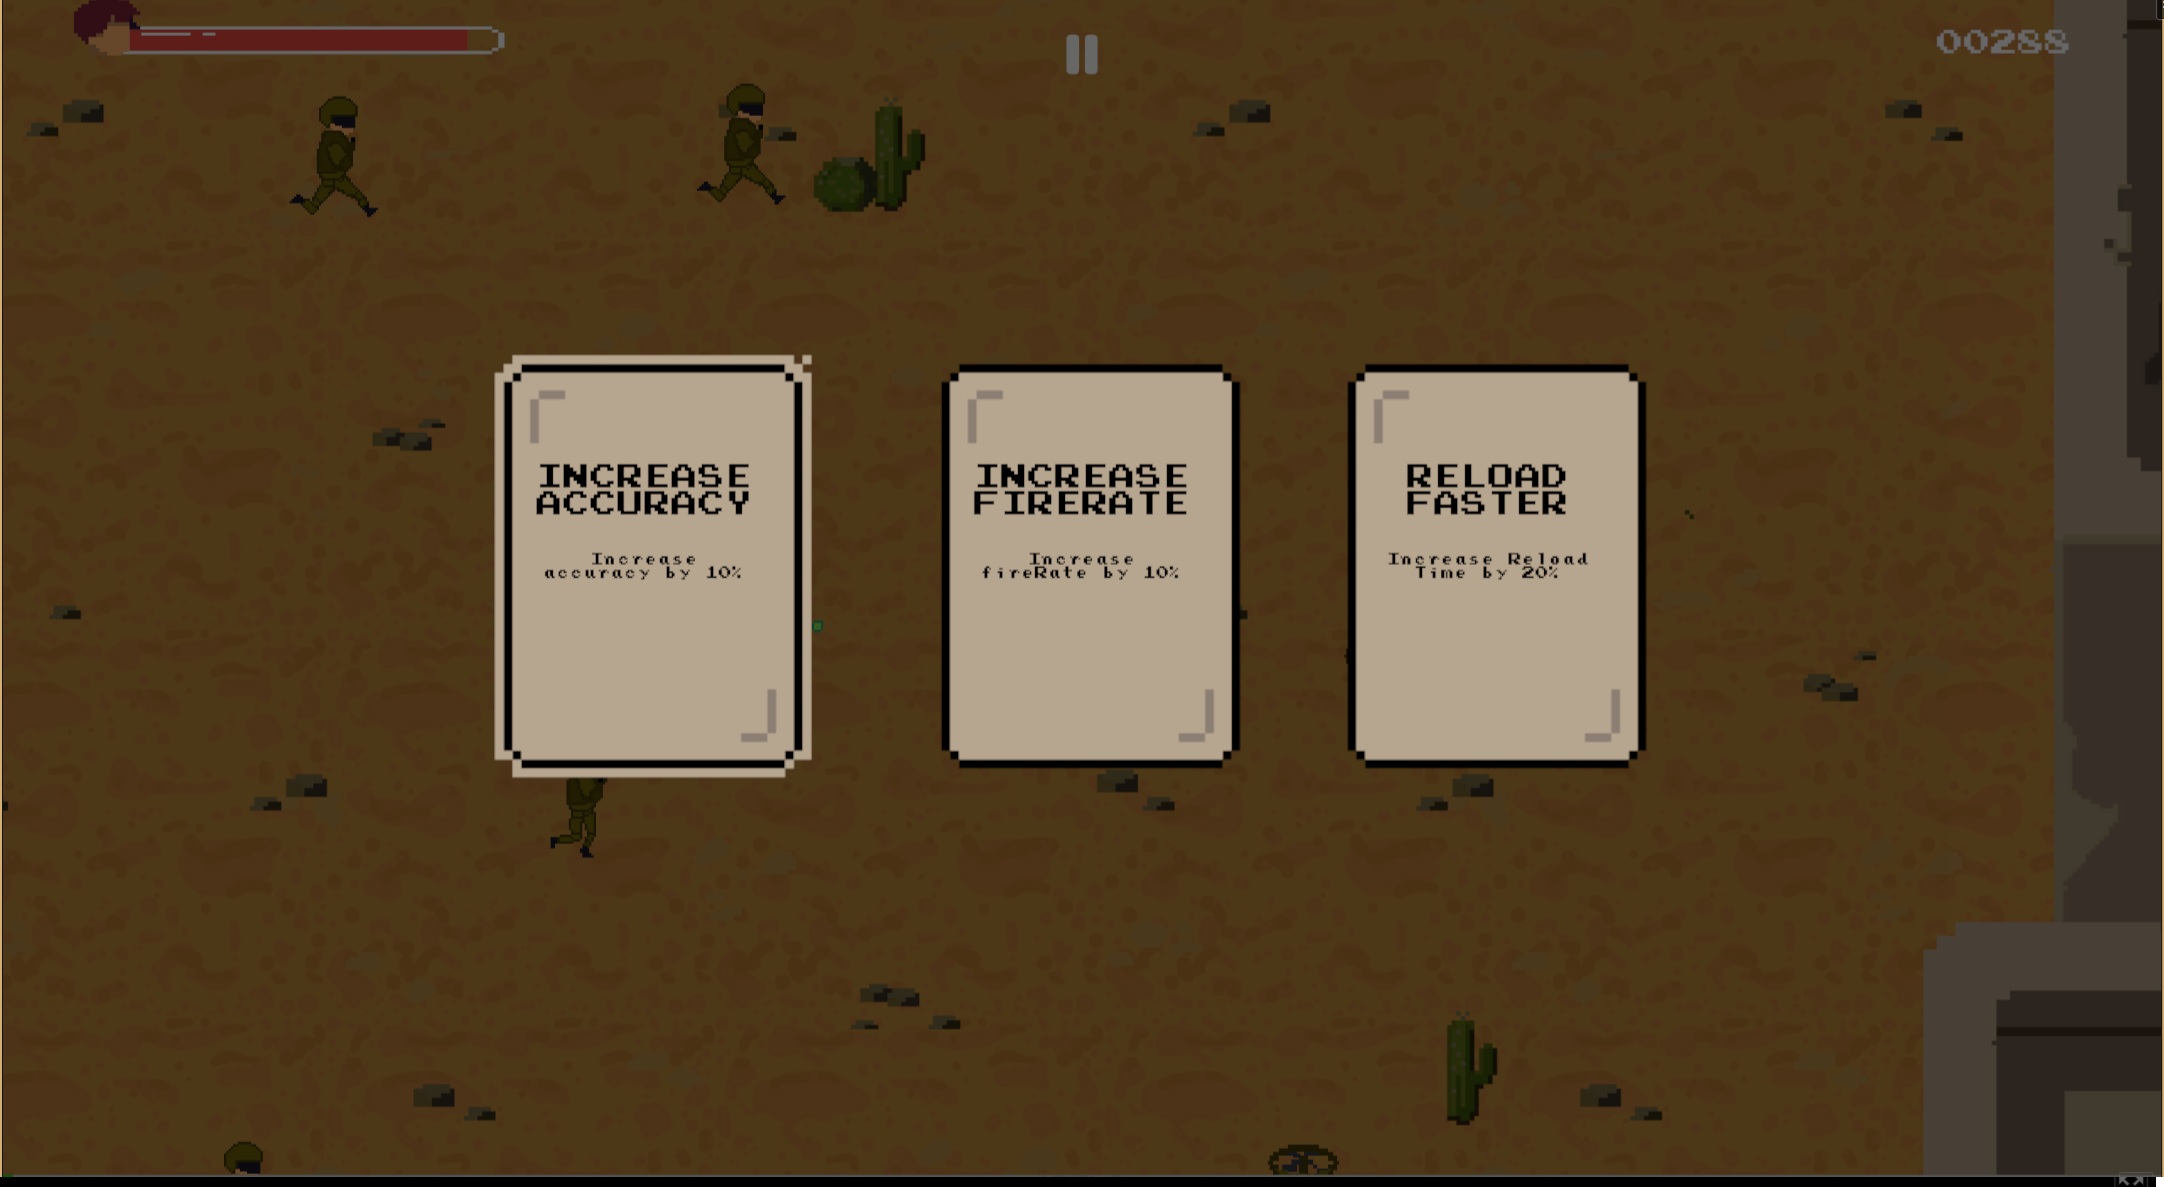 00288
INCREASE
ACCURACY
Increase
accuracy by 10%
INCREASE
FIRERATE
Increase
fireRate by 10%
RELOAD
FASTER
Increase Reload
Time by 20%